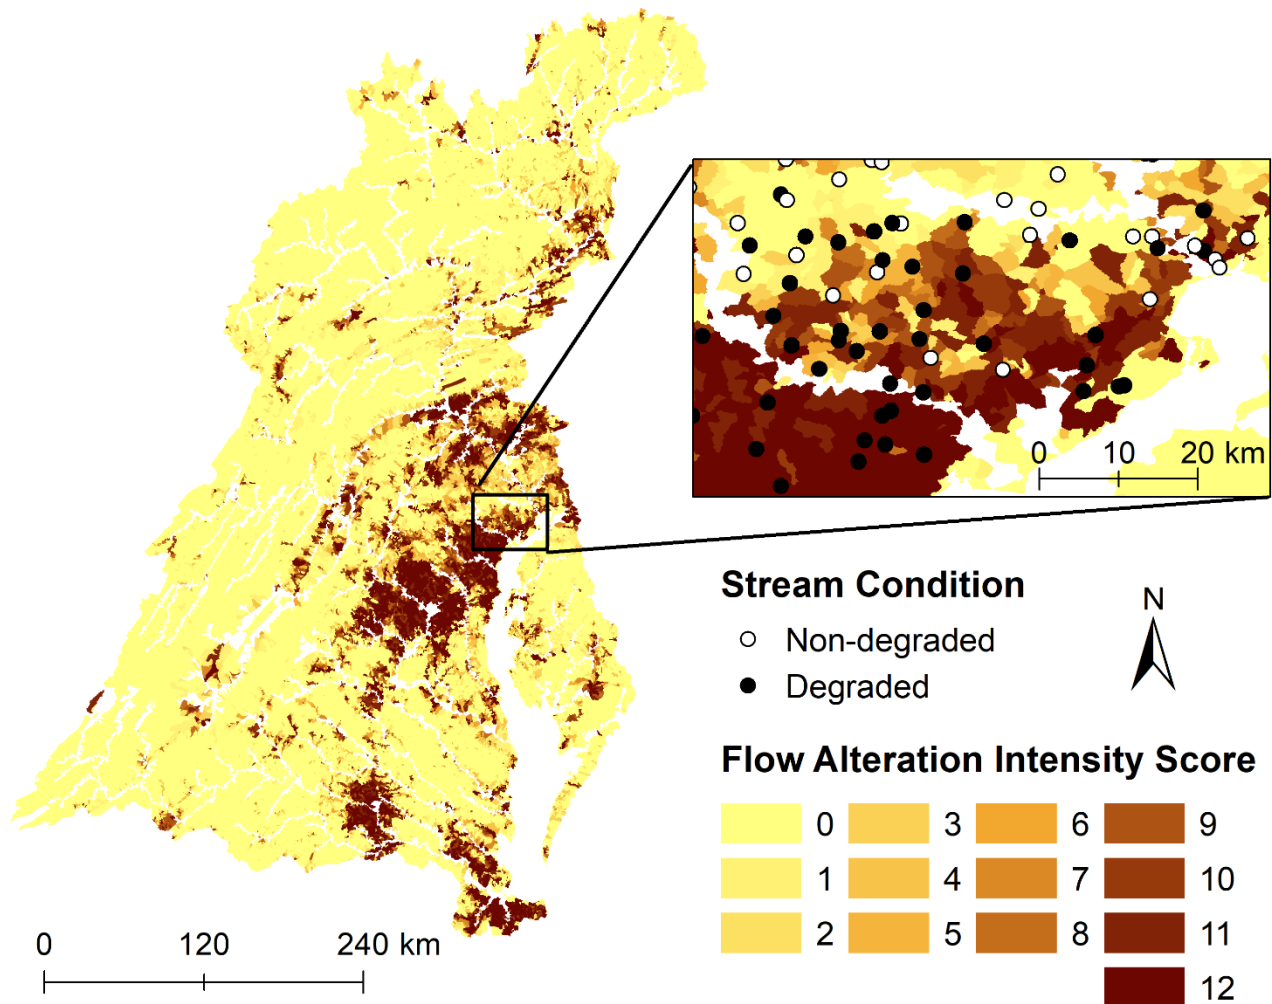 0 10 20 km
Stream Condition
Non-degraded
Degraded
N
Flow Alteration Intensity Score
0 3 6 9
1 4 7 10
2 5 8 11
12
0 120 240 km